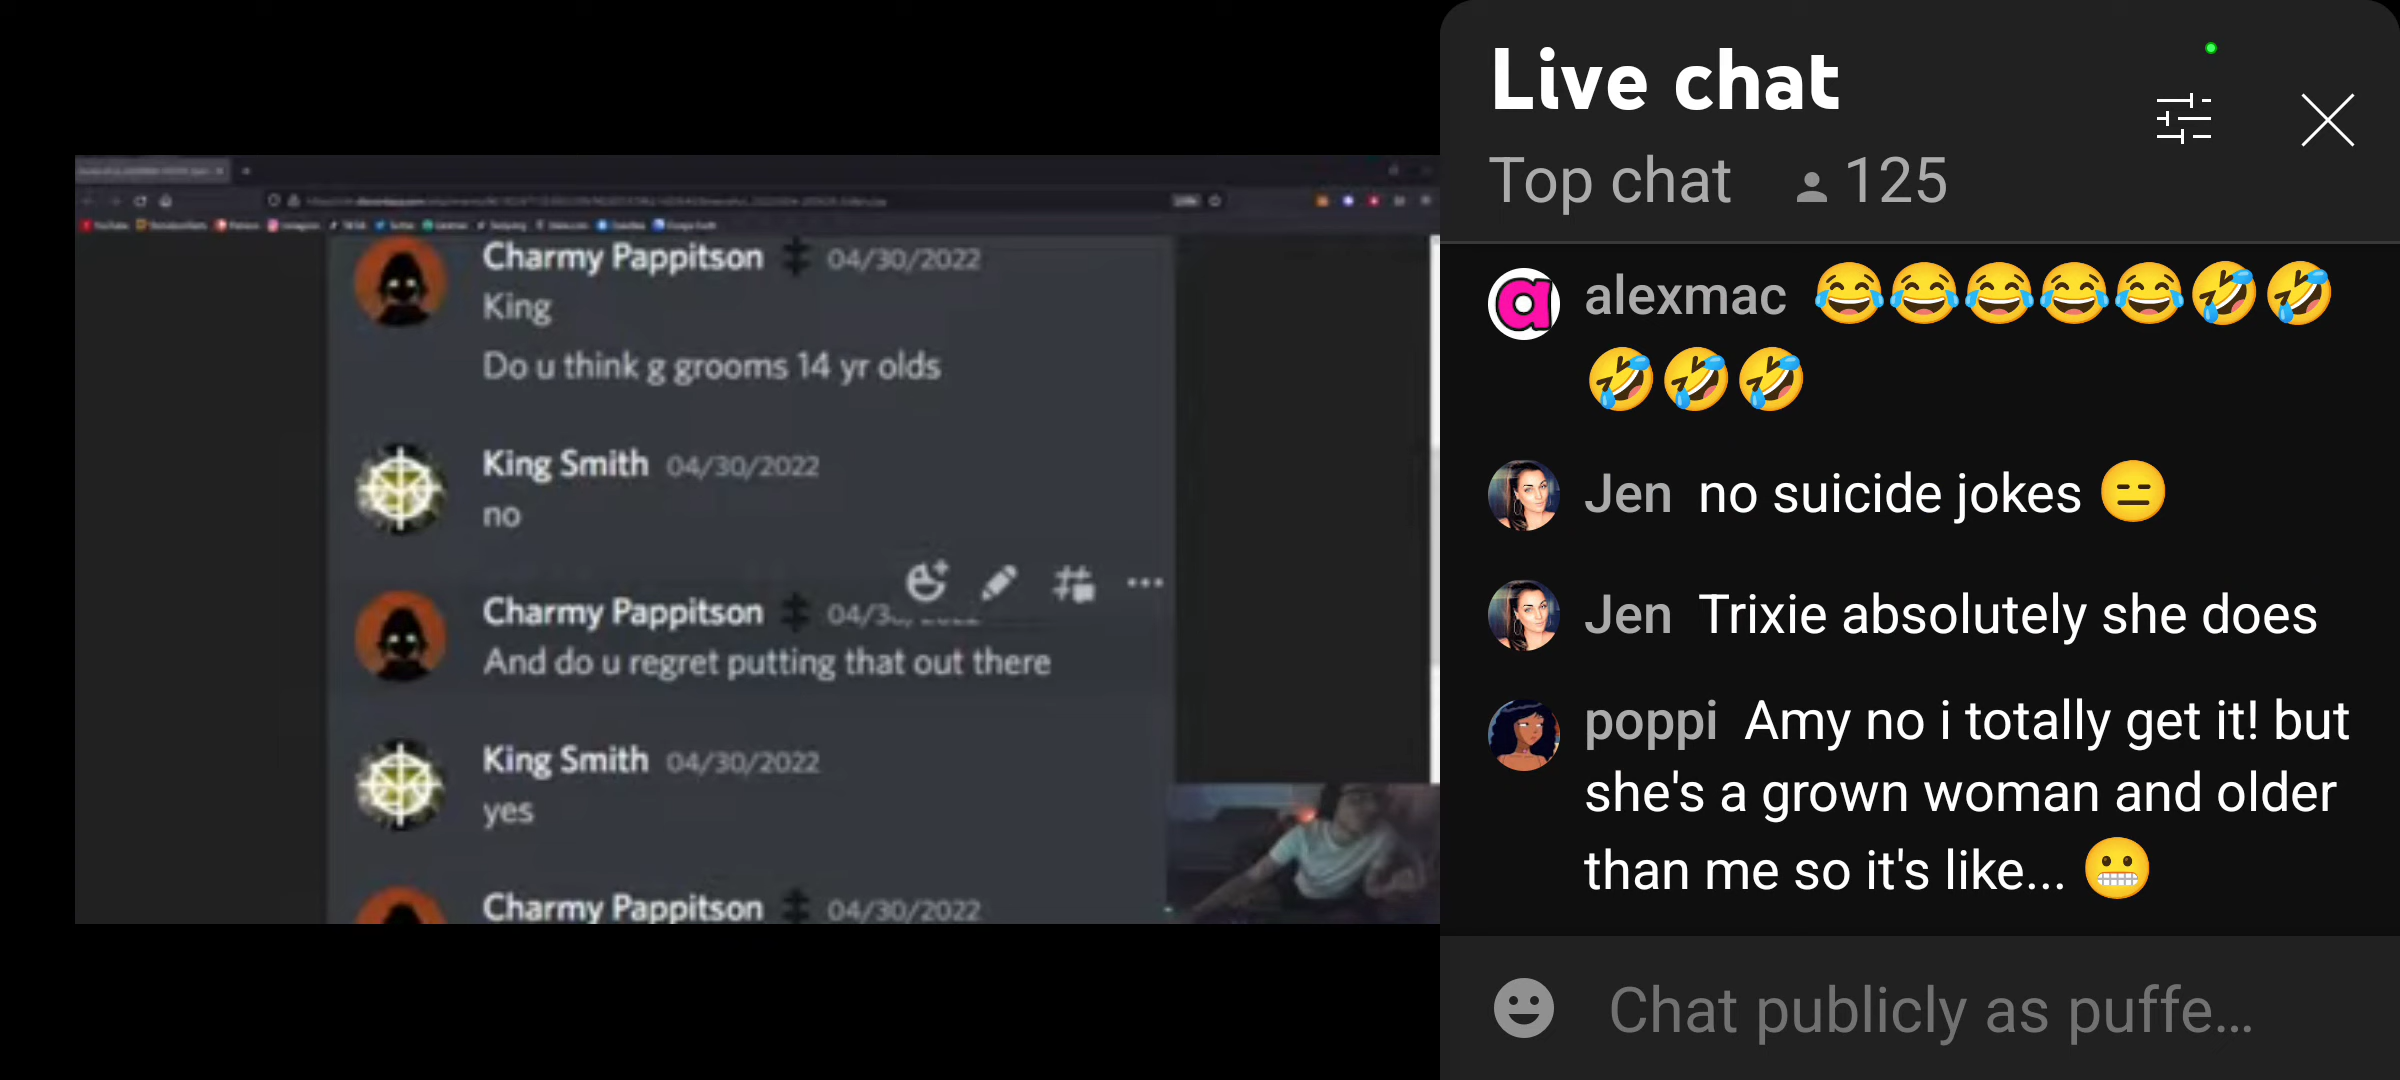 Charmy Pappitson 04/30/2022
King
Do u think g grooms 14 yr olds
King Smith 04/30/2022
no
Charmy Pappitson
And do u regret putting that out there
King Smith 04/30/2022
yes
Charmy Pappitson 04/30/2022
Live chat
Top chat 125
alexmac 😂😂😂😂😂🤣🤣
🤣🤣🤣
Jen no suicide jokes 😑
Jen Trixie absolutely she does
poppi Amy no i totally get it! but
she's a grown woman and older
than me so it's like... 😬
Chat publicly as puffe...